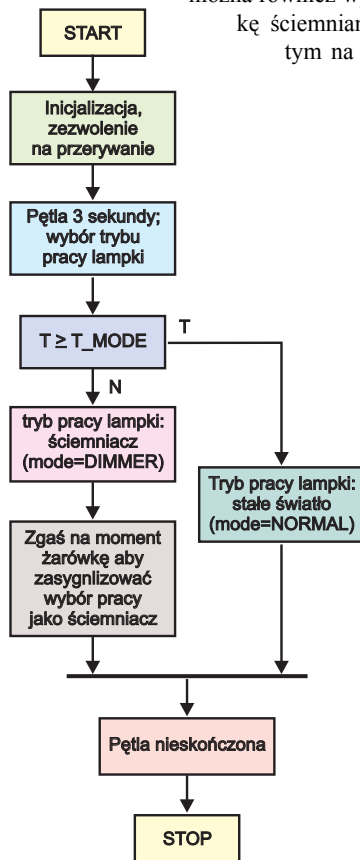 można również w
kę ściemnian
tym na
START
Inicjalizacja,
zezwolenie
na przerywanie
Pętla 3 sekundy;
wybór trybu
pracy lampki
T ≥ T_MODE
T
N
tryb pracy lampki:
ściemniacz
(mode=DIMMER)
Tryb pracy lampki:
stałe światło
(mode=NORMAL)
Zgaś na moment
żarówkę aby
zasygnlizować
wybór pracy
jako ściemniacz
Pętla nieskończona
STOP